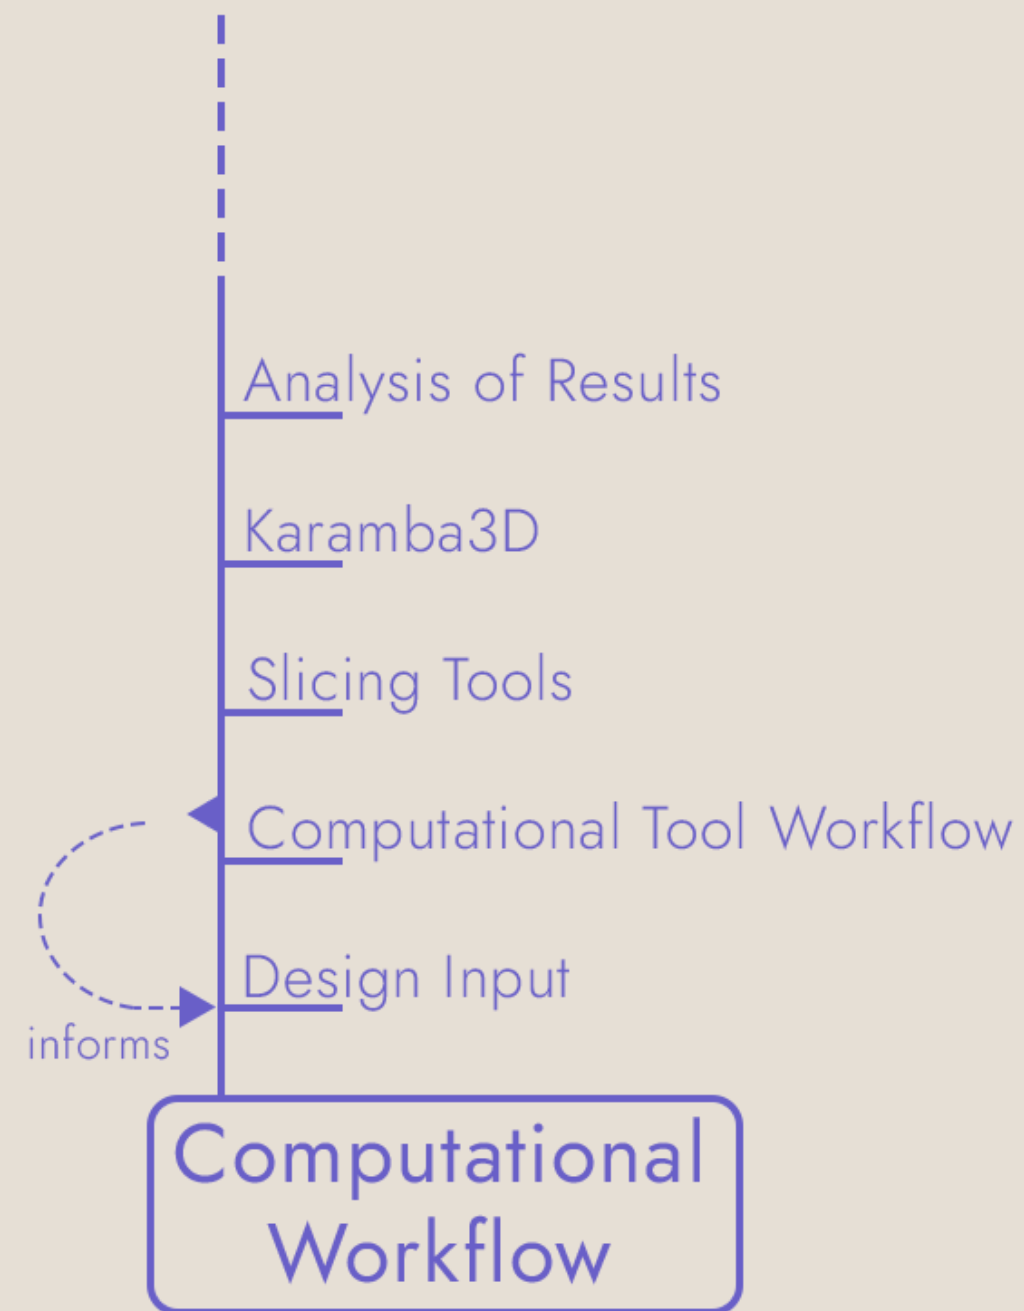 Analysis of Results
Karamba3D
Slicing Tools
Computational Tool Workflow
Design Input
informs
Computational
Workflow